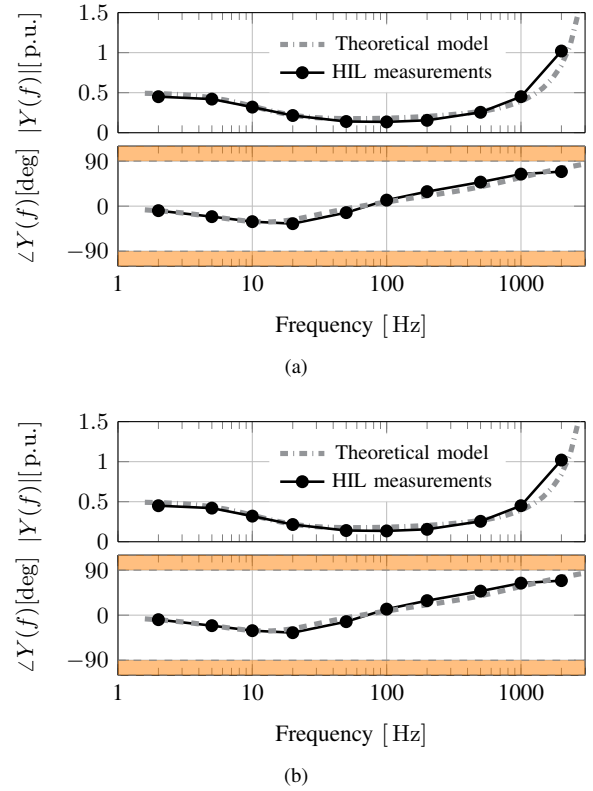 1.5
1
0.5
0
|Y(f)|[p.u.]
Theoretical model
HIL measurements
90
0
−90
∠Y(f)[deg]
1 10 100 1000
Frequency [Hz]
(a)
1.5
1
0.5
0
|Y(f)|[p.u.]
Theoretical model
HIL measurements
90
0
−90
∠Y(f)[deg]
1 10 100 1000
Frequency [Hz]
(b)